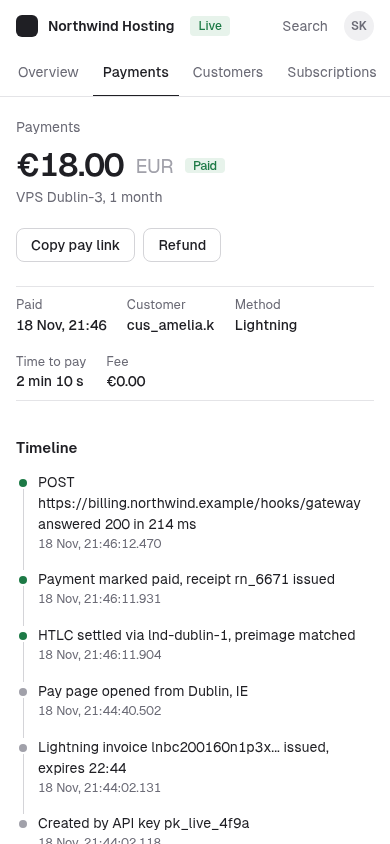 Northwind Hosting Live Search SK
Overview Payments Customers Subscriptions
Payments
€18.00 EUR Paid
VPS Dublin-3, 1 month
Copy pay link Refund
Paid Customer Method
18 Nov, 21:46 cus_amelia.k Lightning
Time to pay Fee
2 min 10 s €0.00
Timeline
POST
https://billing.northwind.example/hooks/gateway
answered 200 in 214 ms
18 Nov, 21:46:12.470
Payment marked paid, receipt rn_6671 issued
18 Nov, 21:46:11.931
HTLC settled via lnd-dublin-1, preimage matched
18 Nov, 21:46:11.904
Pay page opened from Dublin, IE
18 Nov, 21:44:40.502
Lightning invoice lnbc200160n1p3x… issued,
expires 22:44
18 Nov, 21:44:02.131
Created by API key pk_live_4f9a
18 Nov, 21:44:02.118